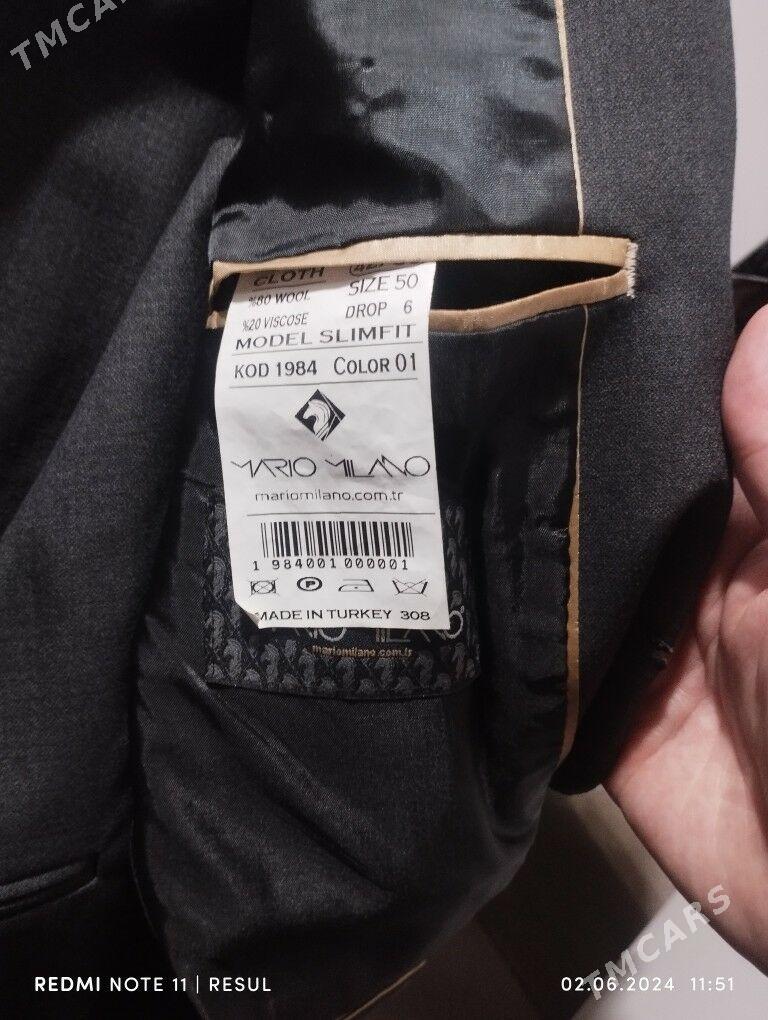 TMCARS
CLOTH
%80 WOOL SIZE 50
%20 VISCOSE DROP 6
MODEL SLIMFIT
KOD 1984 COLOR 01
MARIO MILANO
mariomilano.com.tr
1 984001 000001
P
MADE IN TURKEY 308
MARIO MILANO
mariomilano.com.tr
TMCARS
REDMI NOTE 11 | RESUL 02.06.2024 11:51